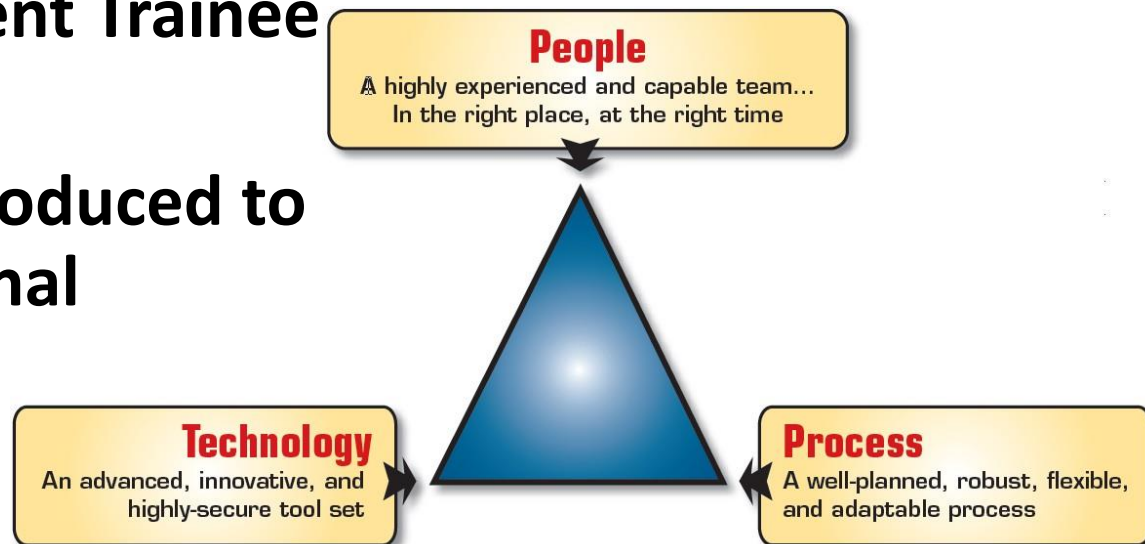 ent Trainee
oduced to
nal
People
A highly experienced and capable team...
In the right place, at the right time
Technology
An advanced, innovative, and
highly-secure tool set
Process
A well-planned, robust, flexible,
and adaptable process